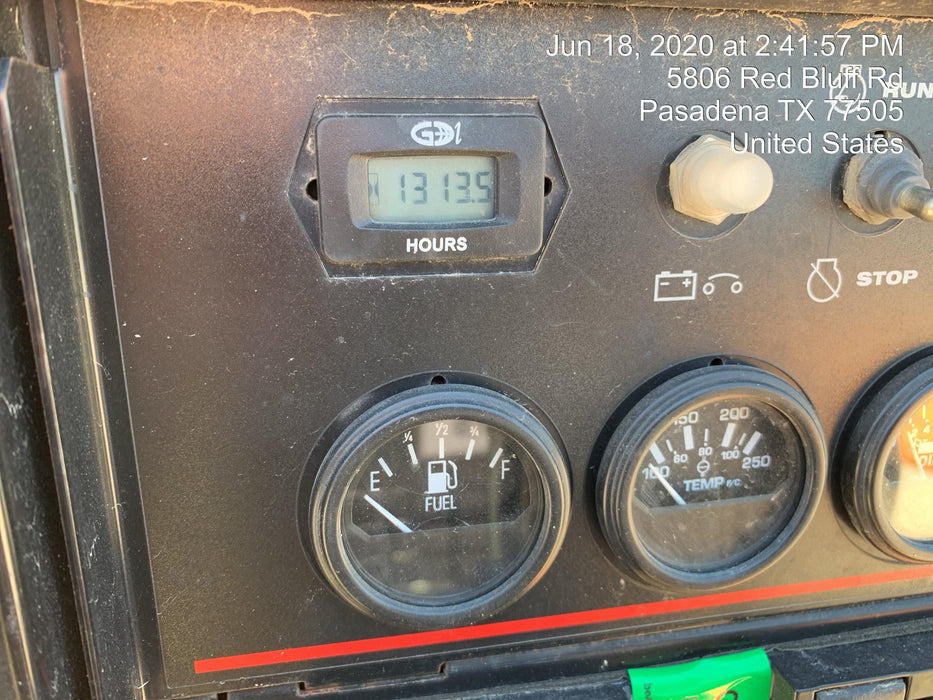 Jun 18, 2020 at 2:41:57 PM
5806 Red Bluff Rd
Pasadena TX 77505
United States
RUN
1313.5
HOURS
STOP
E 1/4 1/2 3/4 F
FUEL
100 150 200 250
60 80 100
TEMP F/C